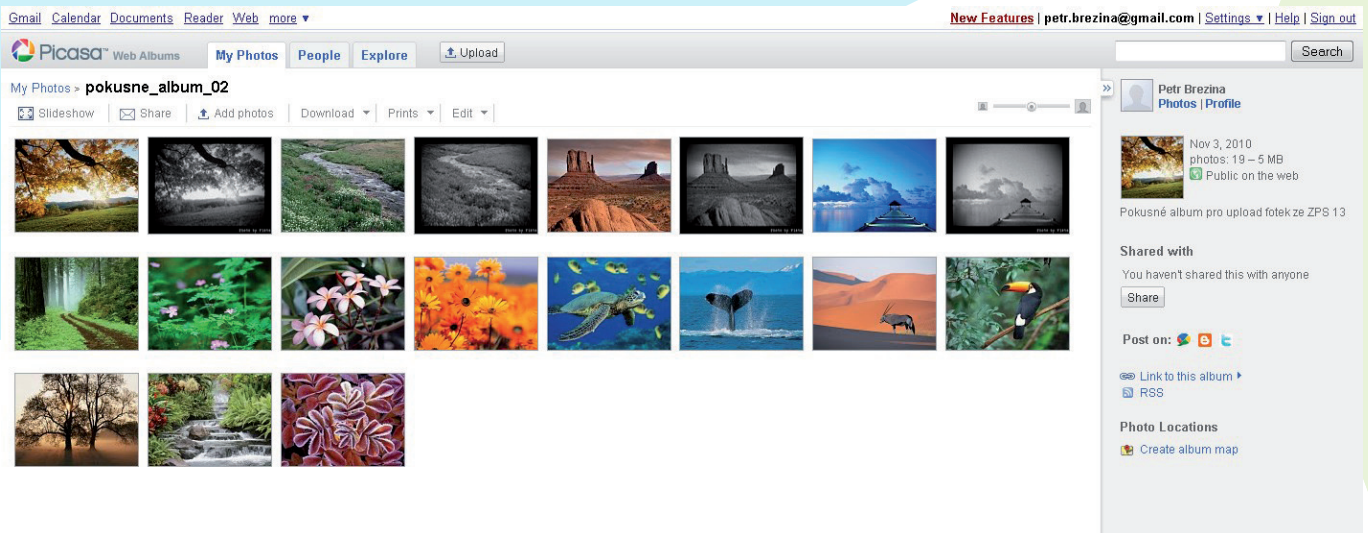 Gmail Calendar Documents Reader Web more ▼
New Features | petr.brezina@gmail.com | Settings ▼ | Help | Sign out
Picasa™ Web Albums My Photos People Explore Upload
Search
My Photos » pokusne_album_02
Slideshow Share Add photos Download Prints Edit
»
Petr Brezina
Photos | Profile
Nov 3, 2010
photos: 19 – 5 MB
Public on the web
Pokusné album pro upload fotek ze ZPS 13
Shared with
You haven't shared this with anyone
Share
Post on:
Link to this album
RSS
Photo Locations
Create album map